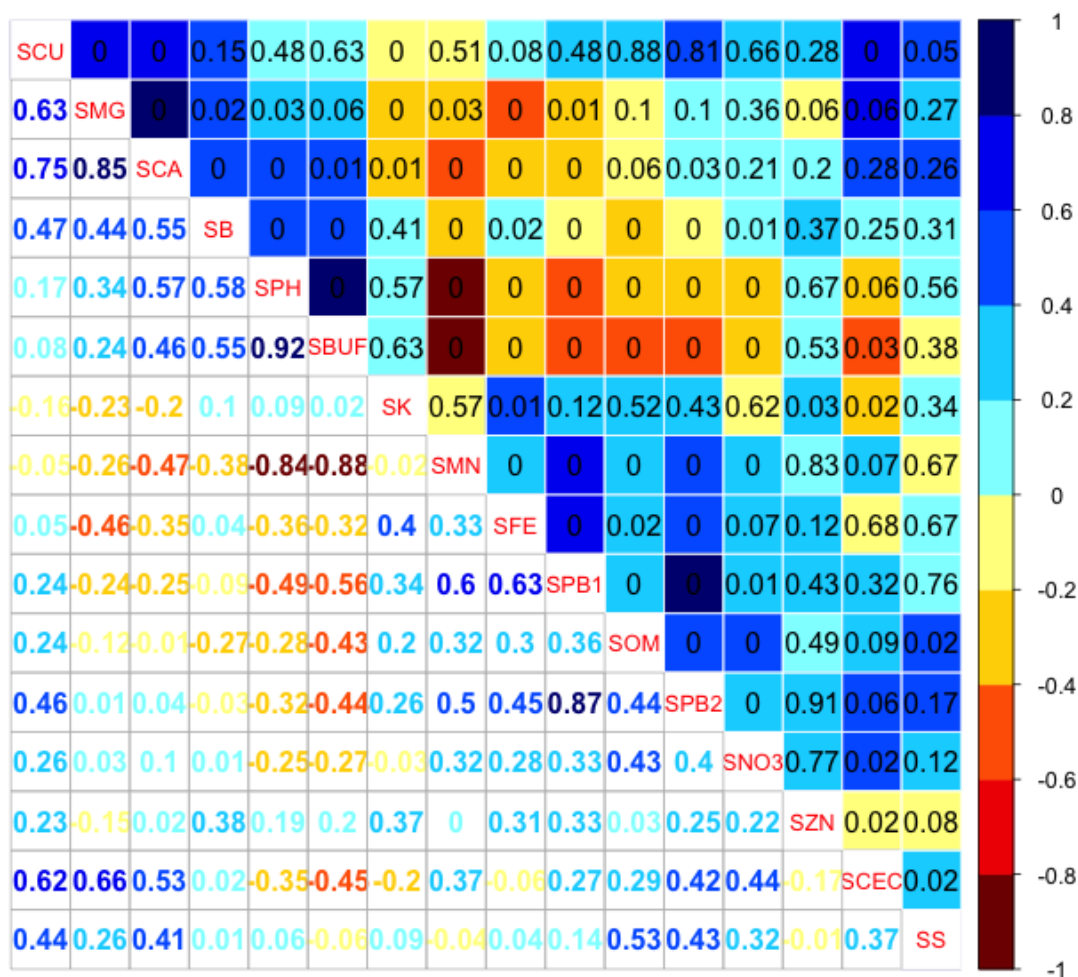 SCU 0 0 0.15 0.48 0.63 0 0.51 0.08 0.48 0.88 0.81 0.66 0.28 0 0.05 1
0.63 SMG 0 0.02 0.03 0.06 0 0.03 0 0.01 0.1 0.1 0.36 0.06 0.06 0.27 0.8
0.75 0.85 SCA 0 0 0.01 0.01 0 0 0 0.06 0.03 0.21 0.2 0.28 0.26 0.6
0.47 0.44 0.55 SB 0 0 0.41 0 0.02 0 0 0 0.01 0.37 0.25 0.31
0.17 0.34 0.57 0.58 SPH 0 0.57 0 0 0 0 0 0 0.67 0.06 0.56 0.4
0.08 0.24 0.46 0.55 0.92 SBUF 0.63 0 0 0 0 0 0 0.53 0.03 0.38
-0.16 -0.23 -0.2 0.1 0.09 0.02 SK 0.57 0.01 0.12 0.52 0.43 0.62 0.03 0.02 0.34 0.2
-0.05 -0.26 -0.47 -0.38 -0.84 -0.88 -0.02 SMN 0 0 0 0 0 0.83 0.07 0.67 0
0.05 -0.46 -0.35 0.04 -0.36 -0.32 0.4 0.33 SFE 0 0.02 0 0.07 0.12 0.68 0.67
0.24 -0.24 -0.25 -0.09 -0.49 -0.56 0.34 0.6 0.63 SPB1 0 0 0.01 0.43 0.32 0.76 -0.2
0.24 -0.12 -0.01 -0.27 -0.28 -0.43 0.2 0.32 0.3 0.36 SOM 0 0 0.49 0.09 0.02
0.46 0.01 0.04 -0.03 -0.32 -0.44 0.26 0.5 0.45 0.87 0.44 SPB2 0 0.91 0.06 0.17 -0.4
0.26 0.03 0.1 0.01 -0.25 -0.27 -0.03 0.32 0.28 0.33 0.43 0.4 SNO3 0.77 0.02 0.12 -0.6
0.23 -0.15 0.02 0.38 0.19 0.2 0.37 0 0.31 0.33 0.03 0.25 0.22 SZN 0.02 0.08
0.62 0.66 0.53 0.02 -0.35 -0.45 -0.2 0.37 -0.06 0.27 0.29 0.42 0.44 -0.17 SCEC 0.02 -0.8
0.44 0.26 0.41 0.01 0.06 -0.06 0.09 -0.04 0.04 0.14 0.53 0.43 0.32 -0.01 0.37 SS -1